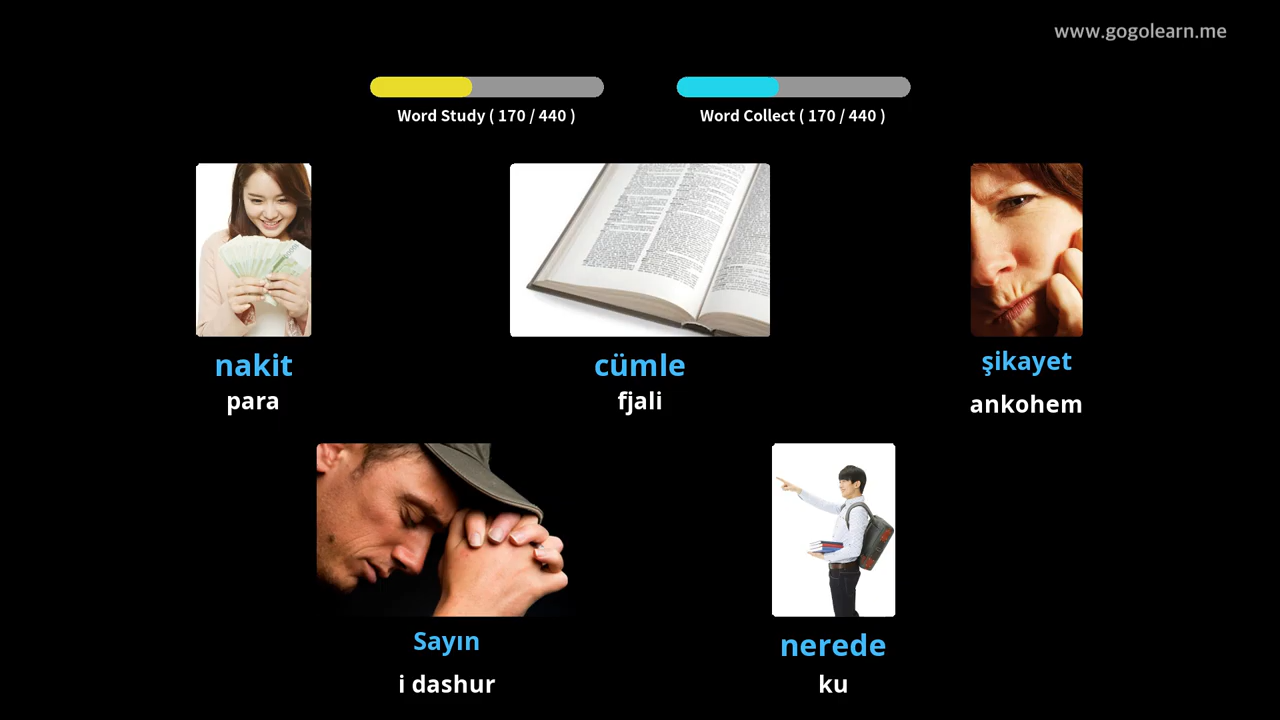 www.gogolearn.me
Word Study ( 170 / 440 )
Word Collect ( 170 / 440 )
nakit
para
cümle
fjali
şikayet
ankohem
Sayın
i dashur
nerede
ku